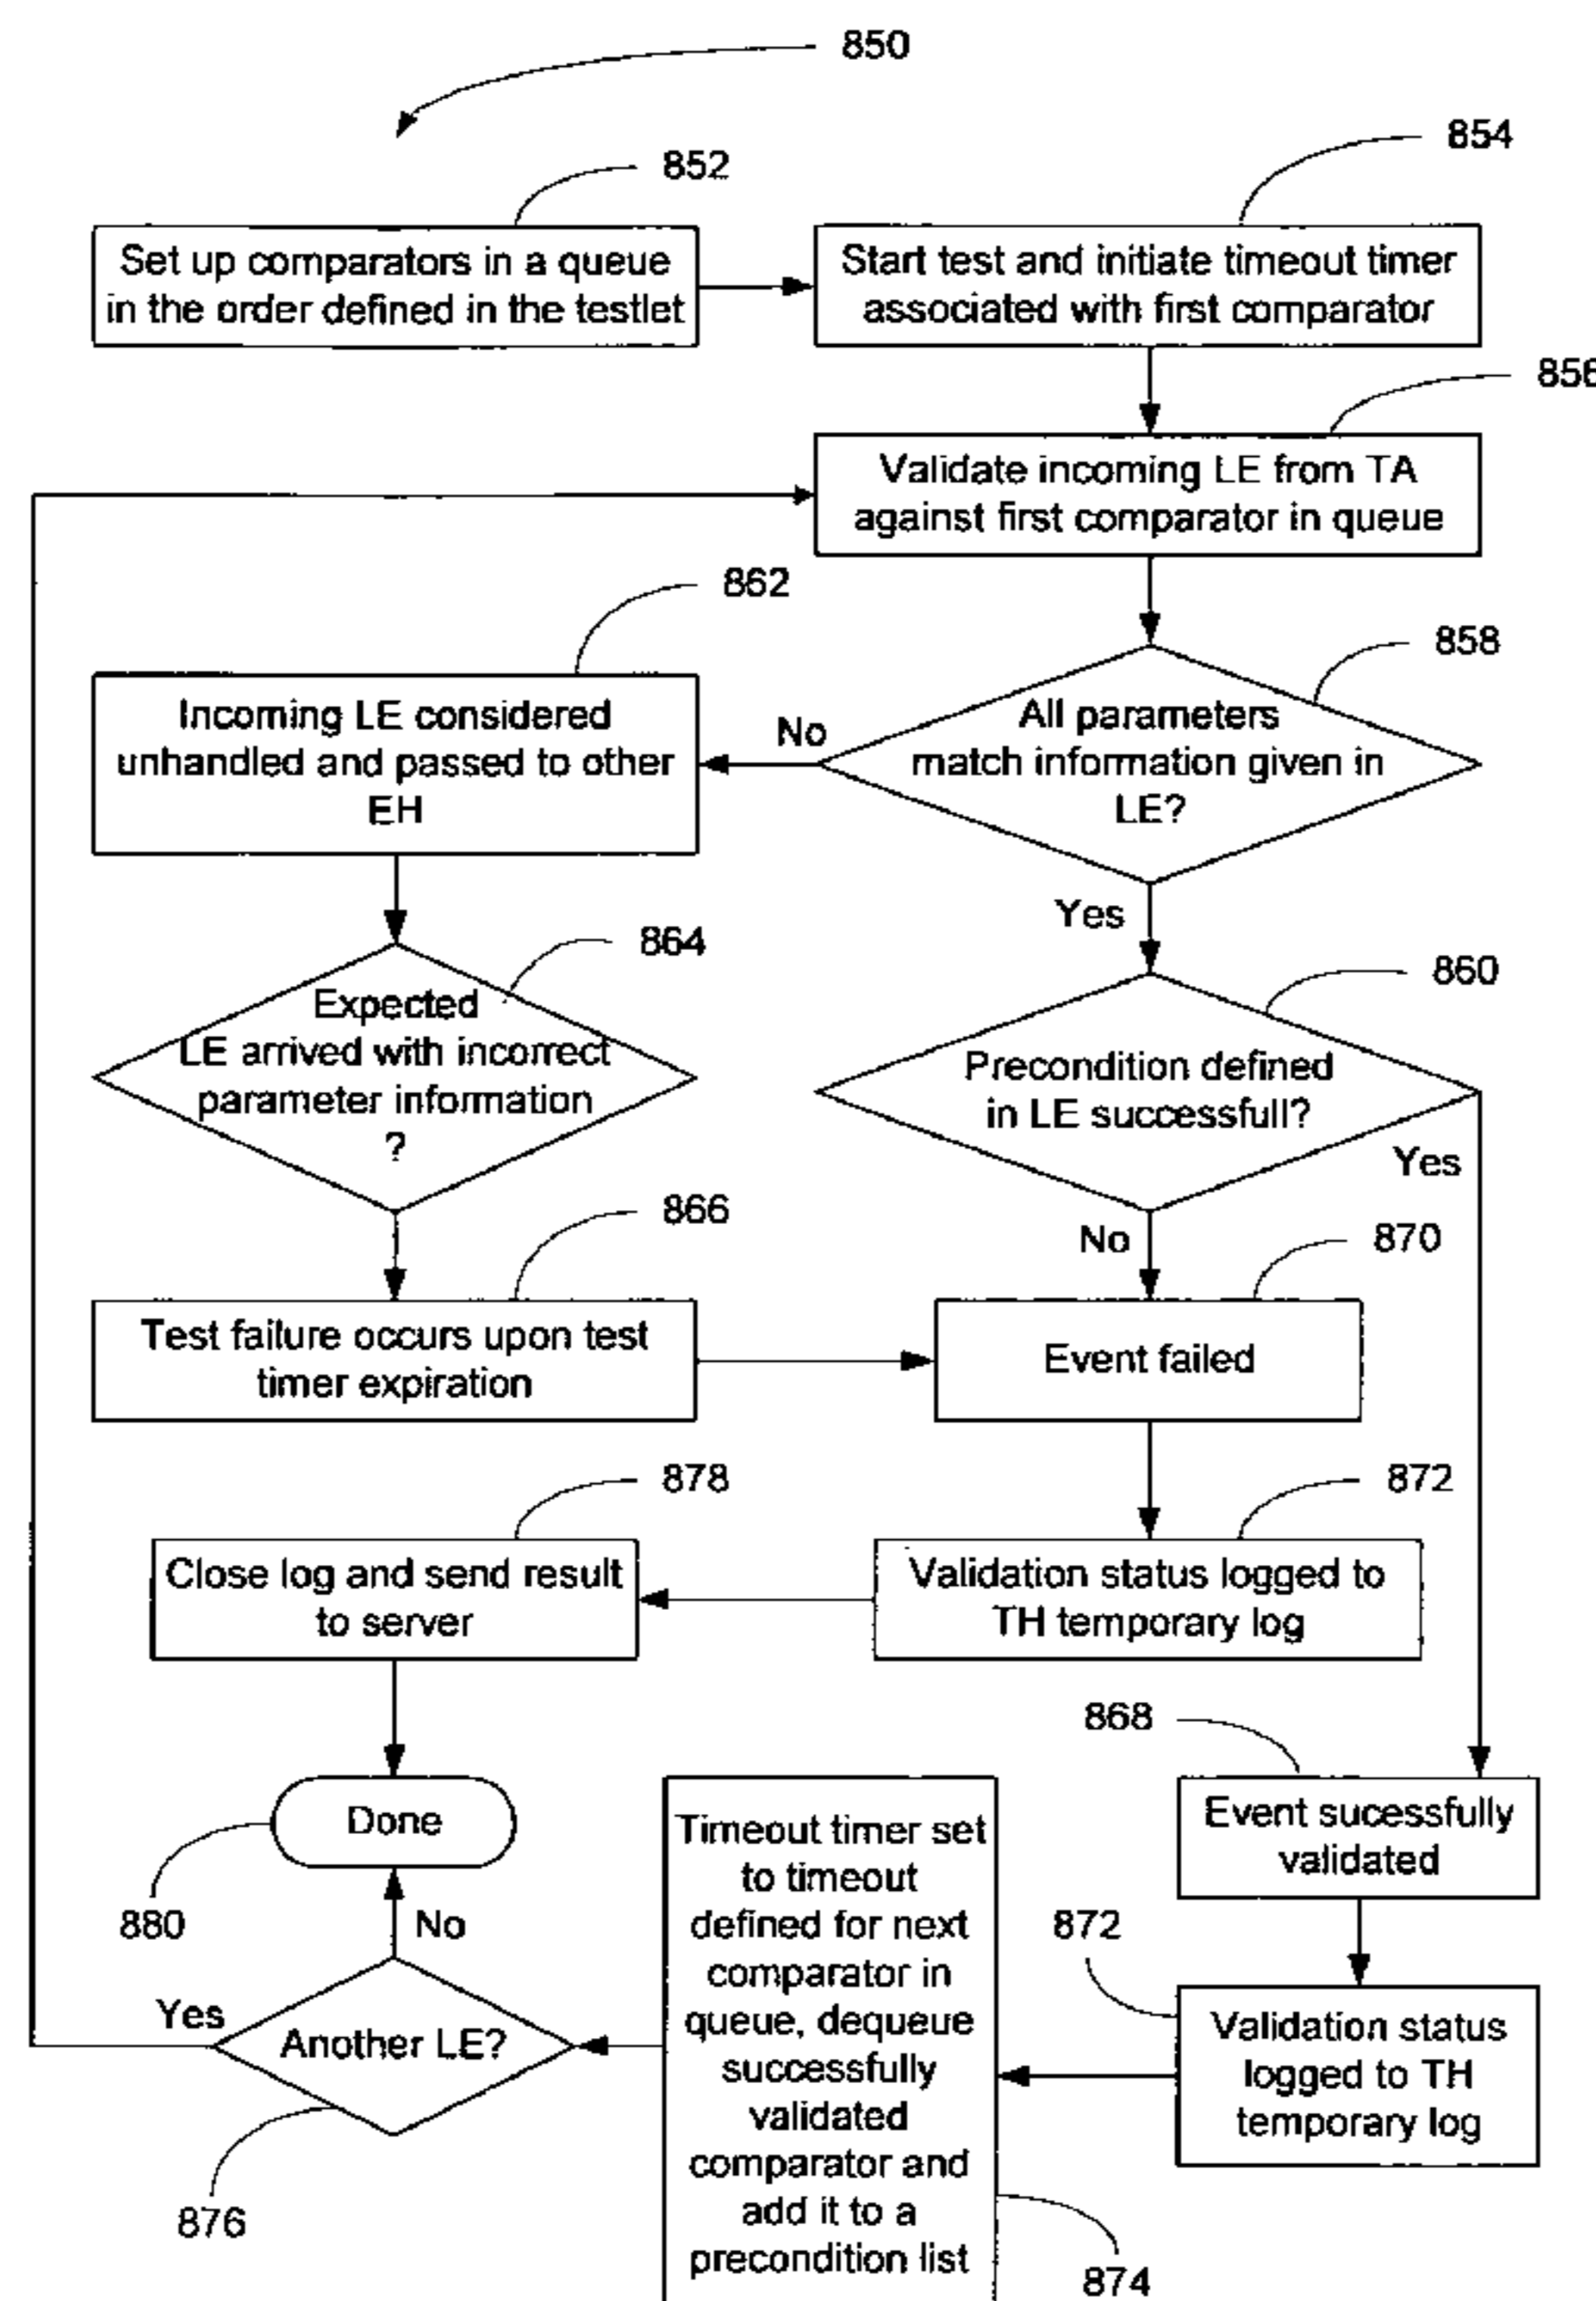 850
852
854
Set up comparators in a queue
in the order defined in the testlet
Start test and initiate timeout timer
associated with first comparator
856
Validate incoming LE from TA
against first comparator in queue
862
858
Incoming LE considered
unhandled and passed to other
EH
No
All parameters
match information given in
LE?
Yes
864
860
Expected
LE arrived with incorrect
parameter information
?
Precondition defined
in LE successfull?
Yes
No
866
870
Test failure occurs upon test
timer expiration
Event failed
878
872
Close log and send result
to server
Validation status logged to
TH temporary log
868
Done
880
No
Timeout timer set
to timeout
defined for next
comparator in
queue, dequeue
successfully
validated
comparator and
add it to a
precondition list
Event sucessfully
validated
872
Yes
Another LE?
Validation status
logged to TH
temporary log
876
874